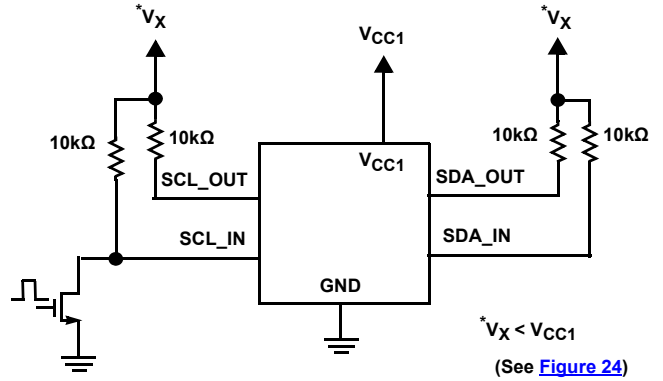 *VX
VCC1
*VX
10kΩ
10kΩ
10kΩ
10kΩ
VCC1
SCL_OUT
SDA_OUT
SCL_IN
SDA_IN
GND
*VX < VCC1
(See Figure 24)